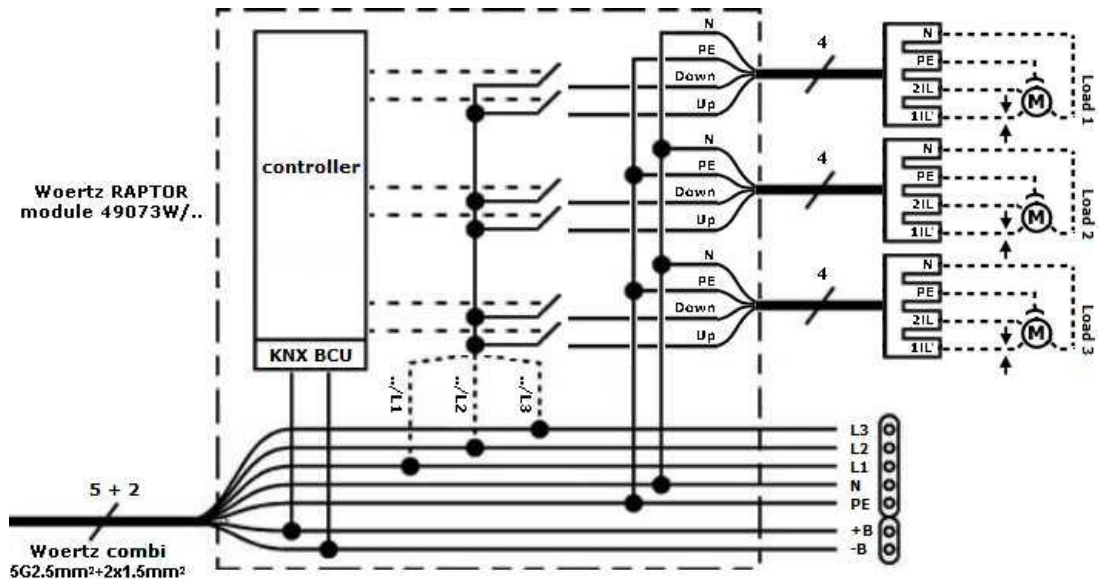 controller
KNX BCU
Woertz RAPTOR
module 49073W/..
N
PE
Down
Up
4
N
PE
2IL
1IL'
M
Load 1
N
PE
Down
Up
4
N
PE
2IL
1IL'
M
Load 2
N
PE
Down
Up
4
N
PE
2IL
1IL'
M
Load 3
../L1
../L2
../L3
L3
L2
L1
N
PE
+B
-B
5 + 2
Woertz combi
5G2.5mm²+2x1.5mm²